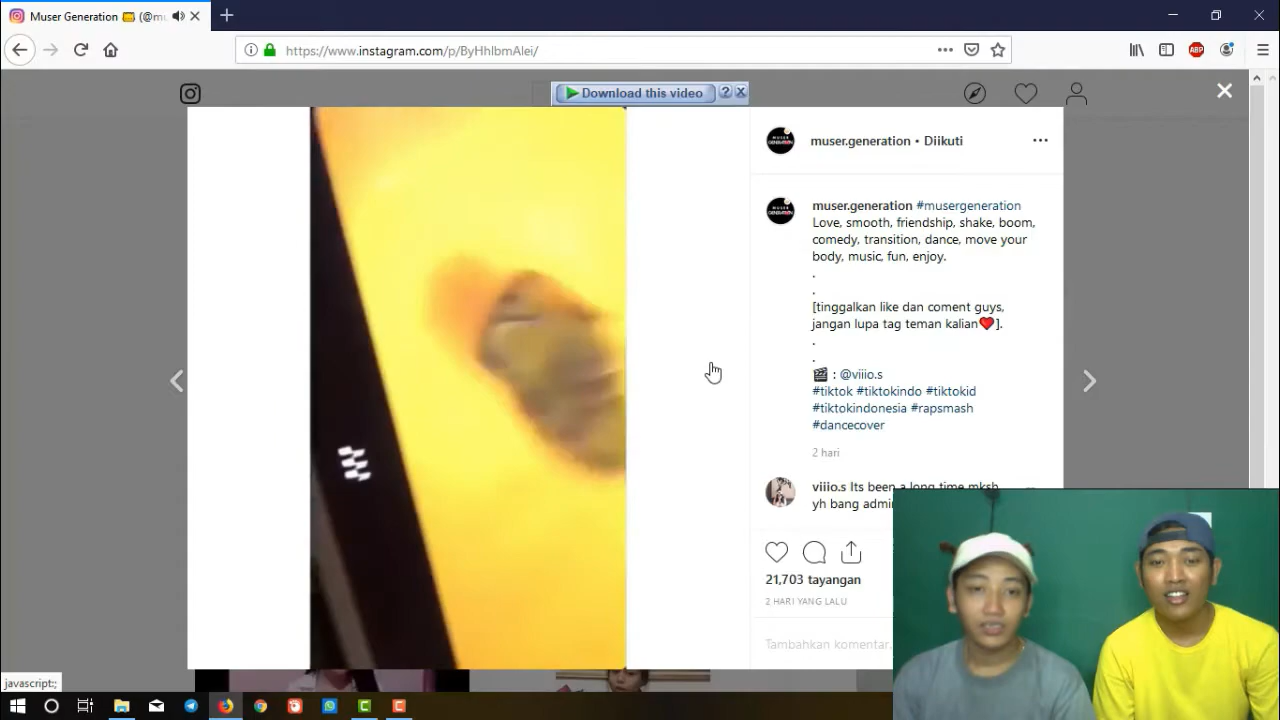 Muser Generation
https://www.instagram.com/p/ByHhlbmAlei/
ABP
Download this video
?
muser.generation • Diikuti
muser.generation #musergeneration
Love, smooth, friendship, shake, boom,
comedy, transition, dance, move your
body, music, fun, enjoy.
.
.
[tinggalkan like dan coment guys,
jangan lupa tag teman kalian❤️].
.
.
🎬 : @viiio.s
#tiktok #tiktokindo #tiktokid
#tiktokindonesia #rapsmash
#dancecover
2 hari
viiio.s Its been a long time mksh
yh bang admi
21,703 tayangan
2 HARI YANG LALU
Tambahkan komentar.
javascript:;